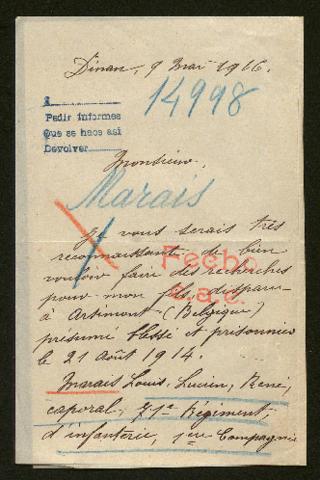 Dinan, 9 Mai 1916.
14998
Pedir informes
Que se hace así
Devolver
Monsieur,
Marais
Je vous serais très
reconnaissante de bien
Fecho
vouloir faire des recherches
s.a.c.
pour mon fils disparu
à Arsimont (Belgique)
présumé blessé et prisonnier
le 21 Août 1914.
Marais Louis, Lucien, René,
caporal, 71e Régiment
d'infanterie, 1ère Compagnie